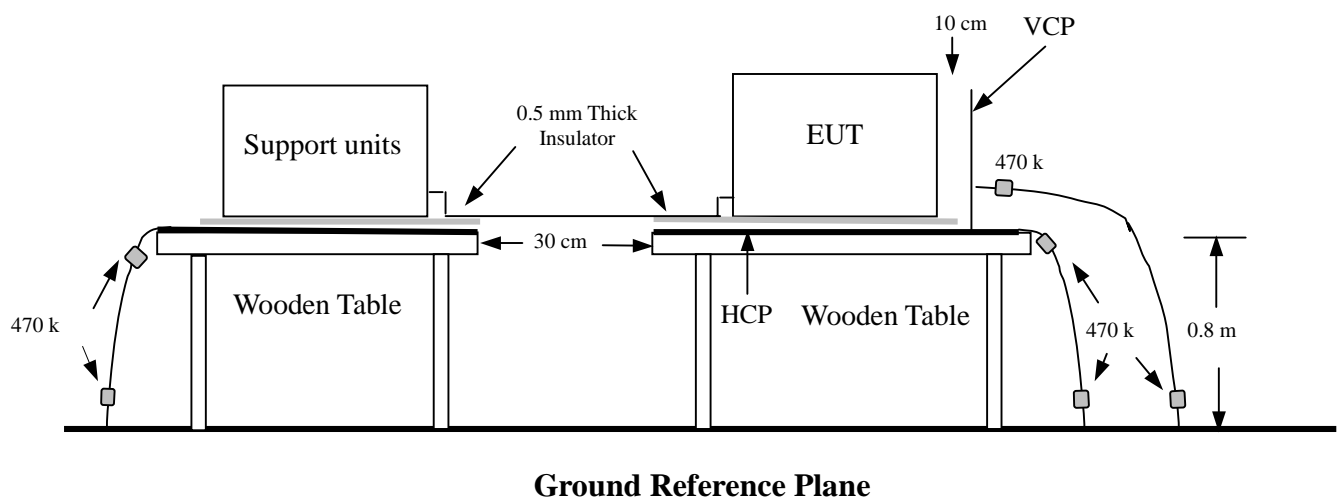 10 cm
VCP
0.5 mm Thick
Insulator
Support units
EUT
470 k
30 cm
Wooden Table
HCP
Wooden Table
470 k
470 k
0.8 m
Ground Reference Plane